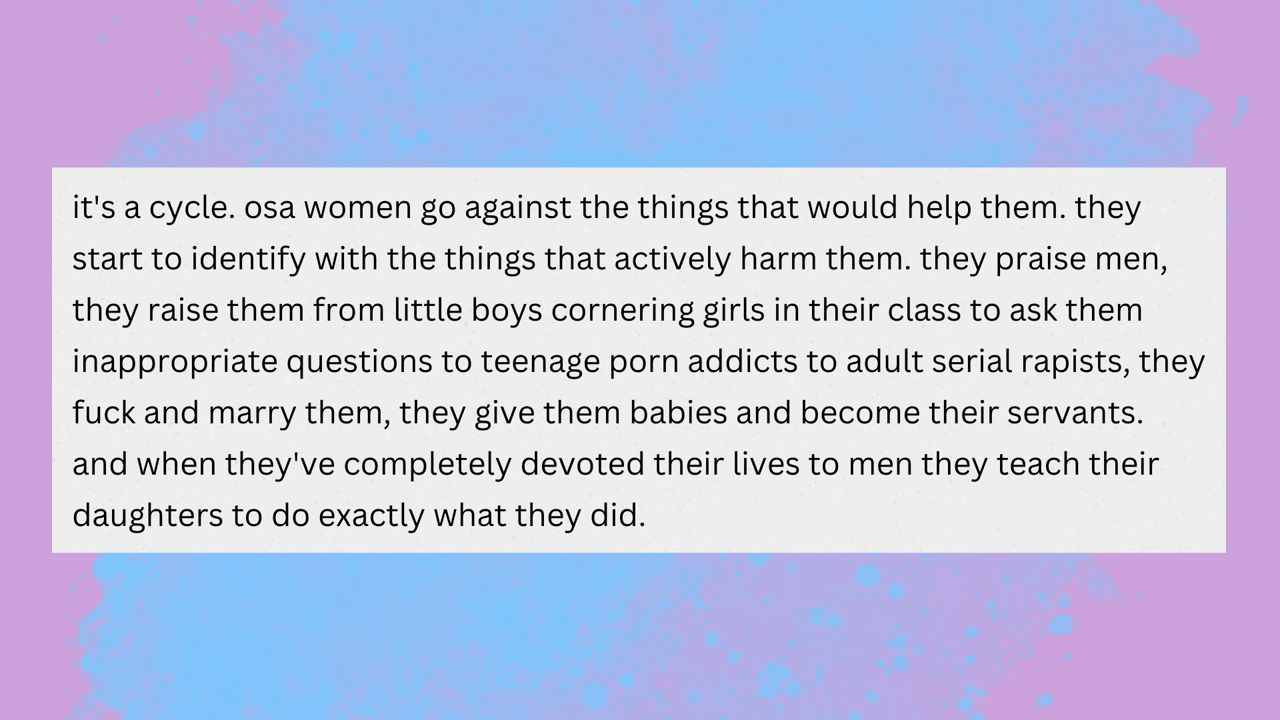 it's a cycle. osa women go against the things that would help them. they
start to identify with the things that actively harm them. they praise men,
they raise them from little boys cornering girls in their class to ask them
inappropriate questions to teenage porn addicts to adult serial rapists, they
fuck and marry them, they give them babies and become their servants.
and when they've completely devoted their lives to men they teach their
daughters to do exactly what they did.